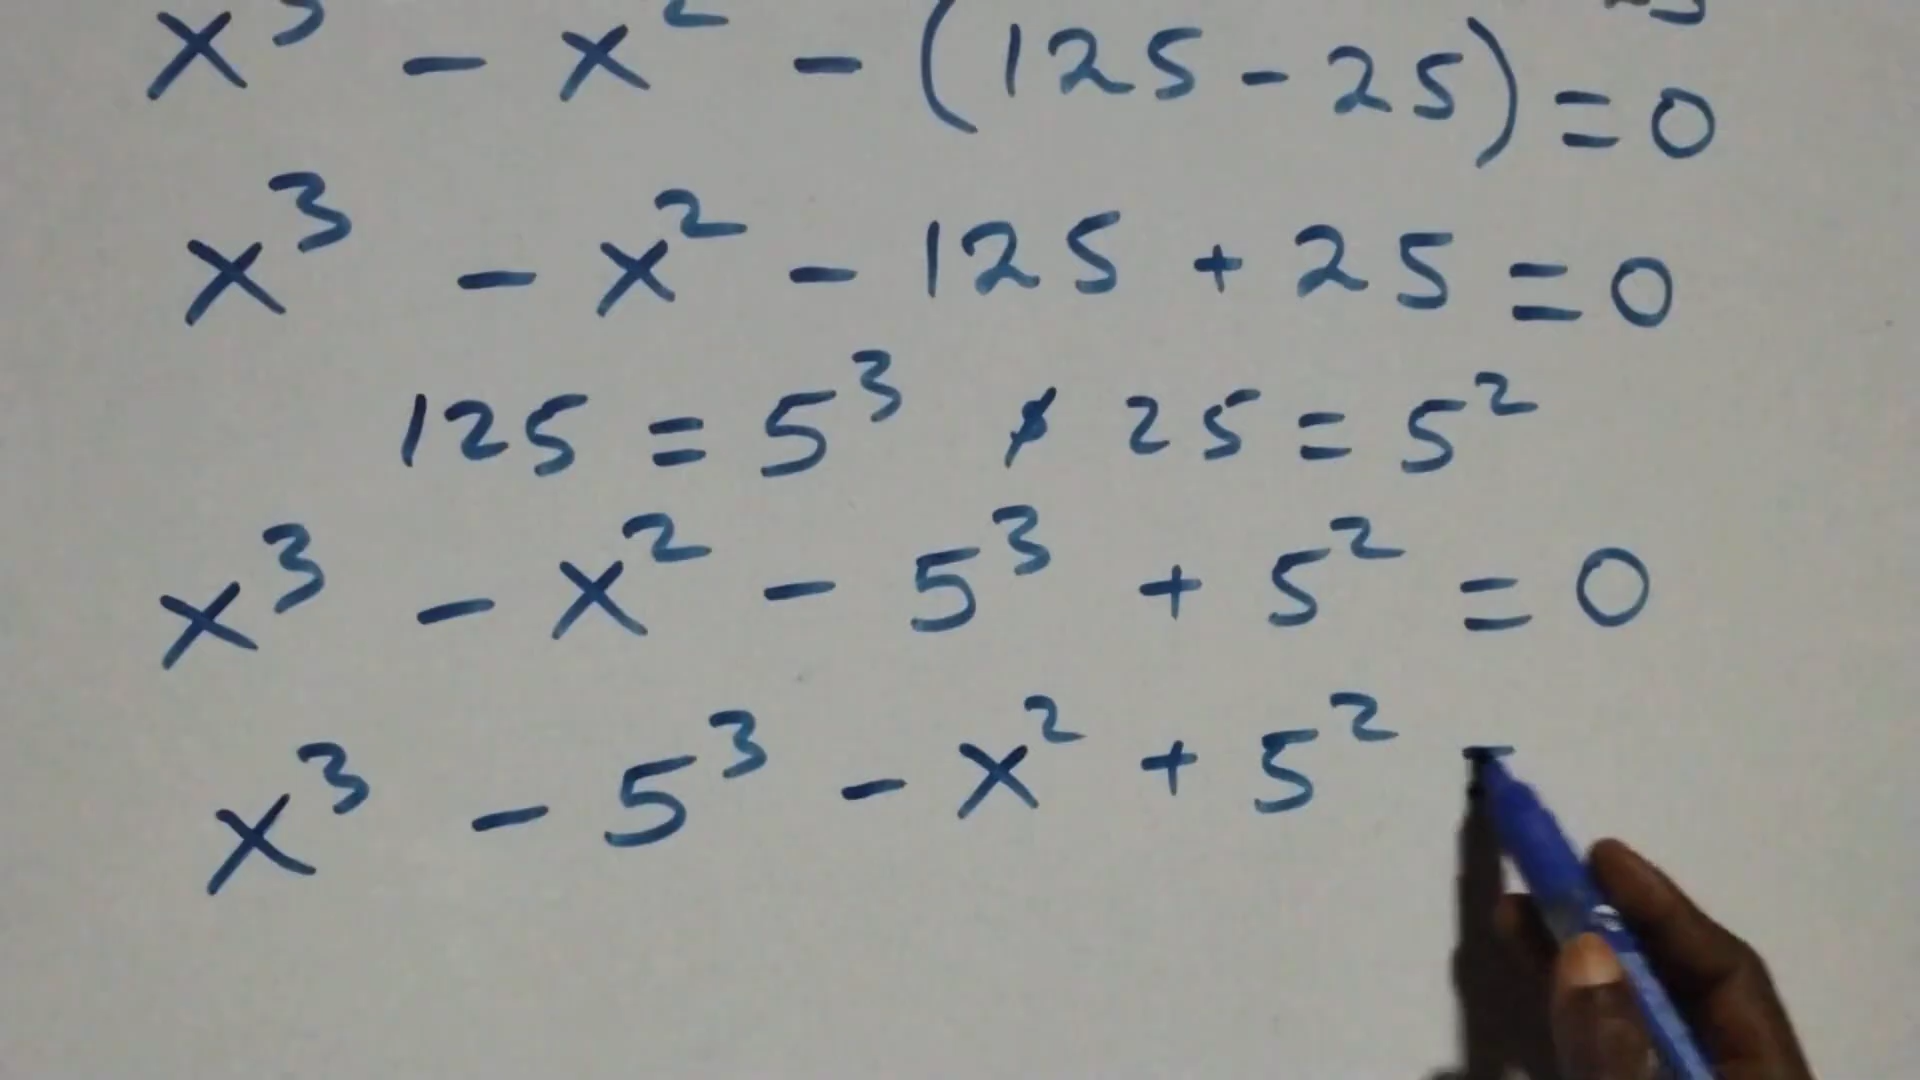 x³ - x² - (125 - 25) = 0
x³ - x² - 125 + 25 = 0
125 = 5³ & 25 = 5²
x³ - x² - 5³ + 5² = 0
x³ - 5³ - x² + 5²